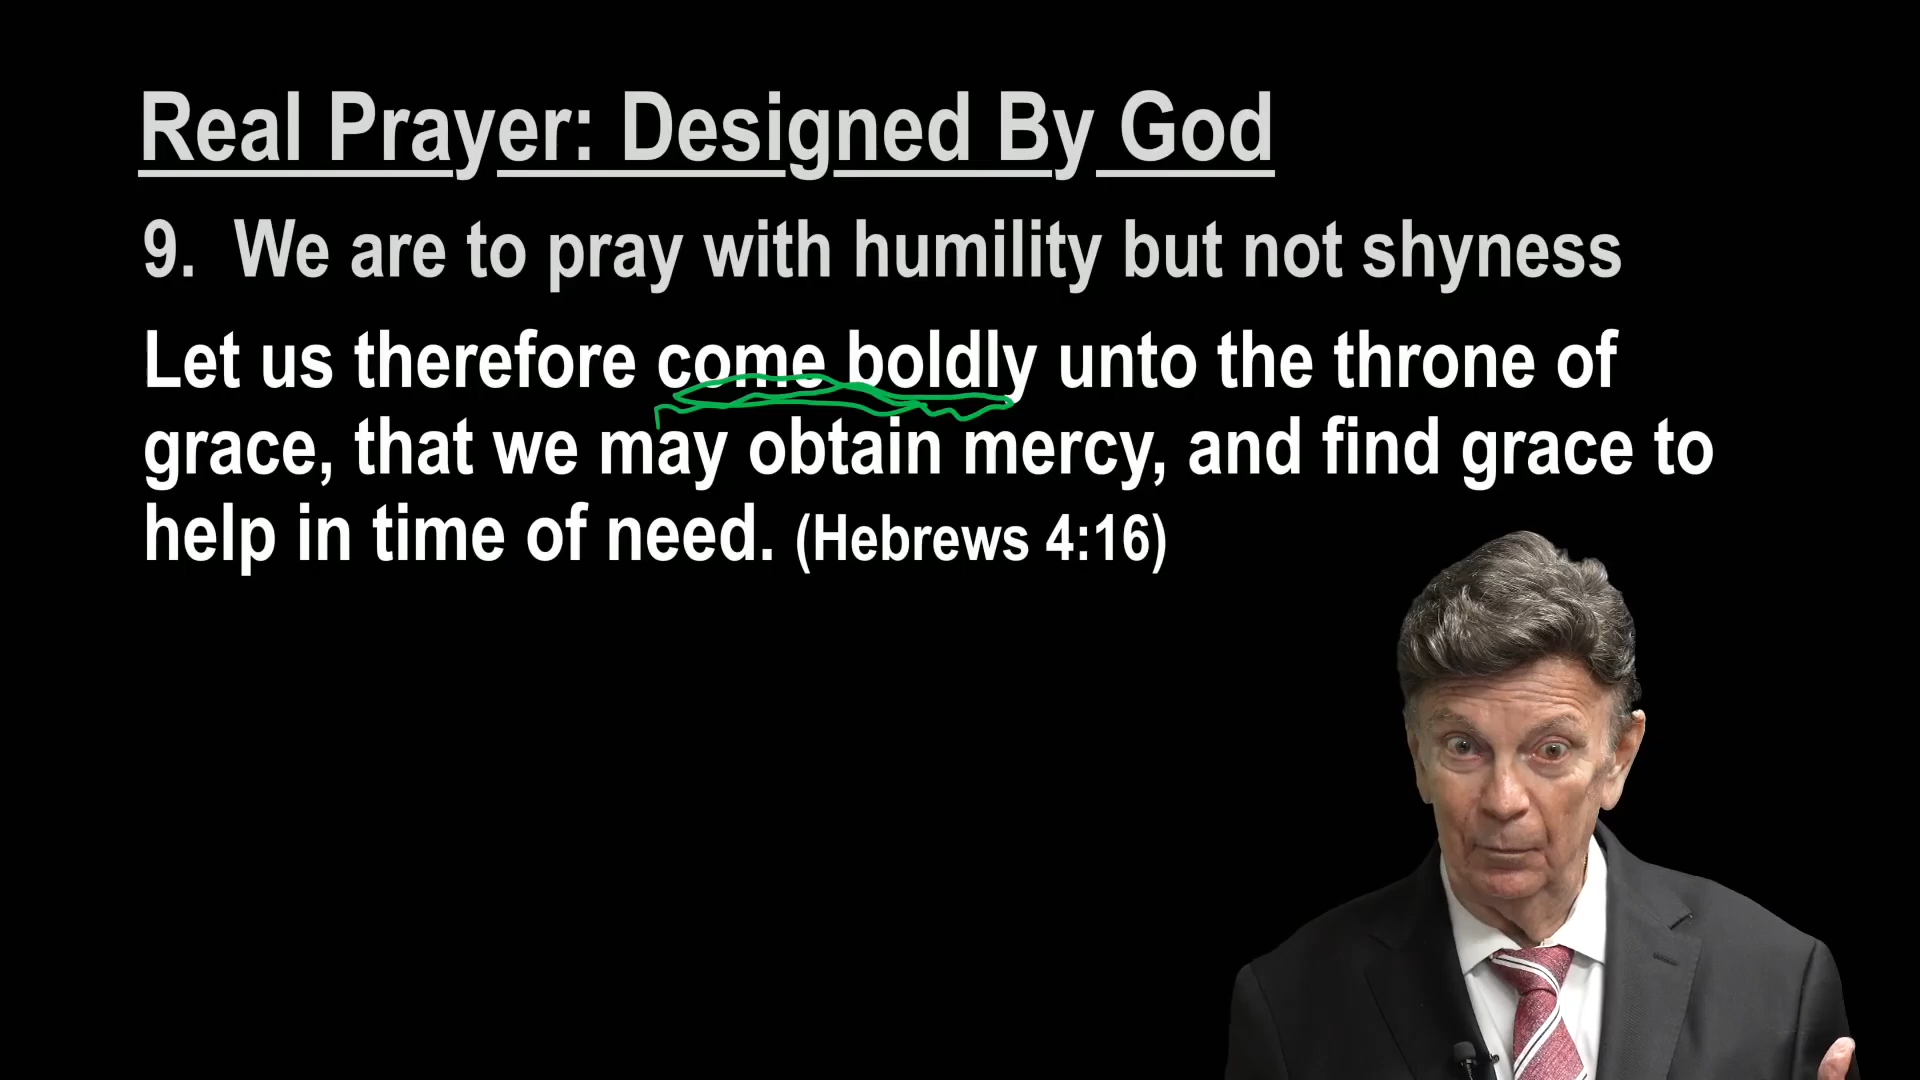 Real Prayer: Designed By God
9. We are to pray with humility but not shyness
Let us therefore come boldly unto the throne of
grace, that we may obtain mercy, and find grace to
help in time of need. (Hebrews 4:16)